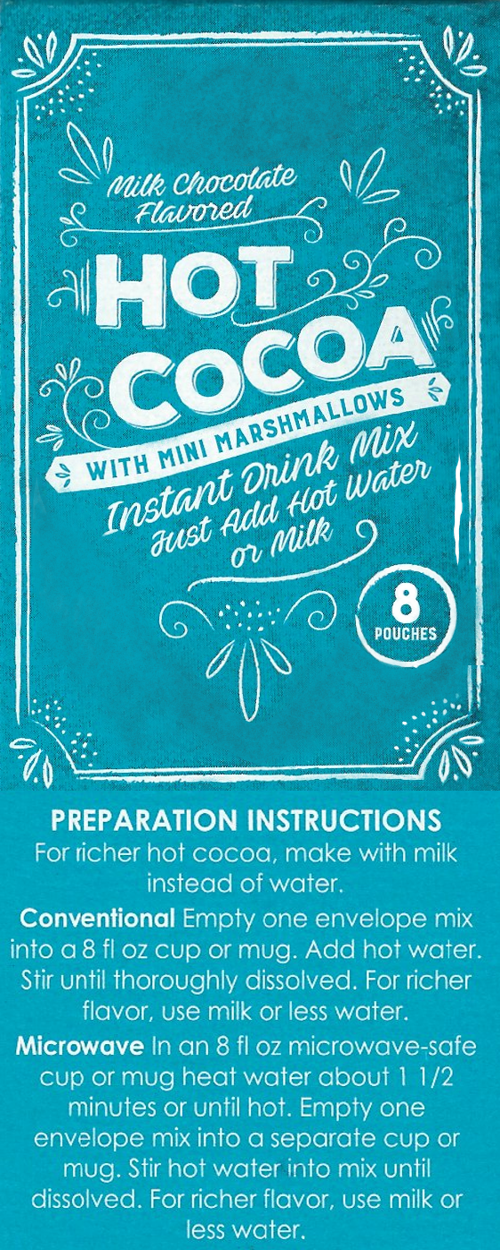 Milk Chocolate
Flavored
HOT
COCOA
WITH MINI MARSHMALLOWS
Instant Drink Mix
Just Add Hot Water
or Milk
8
POUCHES
PREPARATION INSTRUCTIONS
For richer hot cocoa, make with milk
instead of water.
Conventional Empty one envelope mix
into a 8 fl oz cup or mug. Add hot water.
Stir until thoroughly dissolved. For richer
flavor, use milk or less water.
Microwave In an 8 fl oz microwave-safe
cup or mug heat water about 1 1/2
minutes or until hot. Empty one
envelope mix into a separate cup or
mug. Stir hot water into mix until
dissolved. For richer flavor, use milk or
less water.